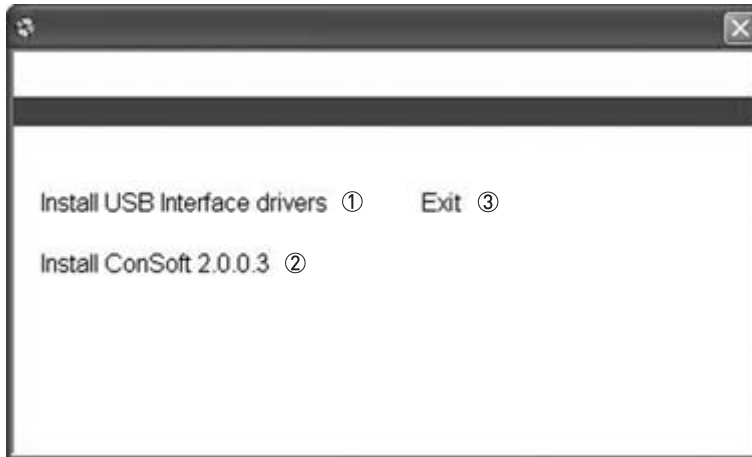 Install USB Interface drivers ① Exit ③
Install ConSoft 2.0.0.3 ②